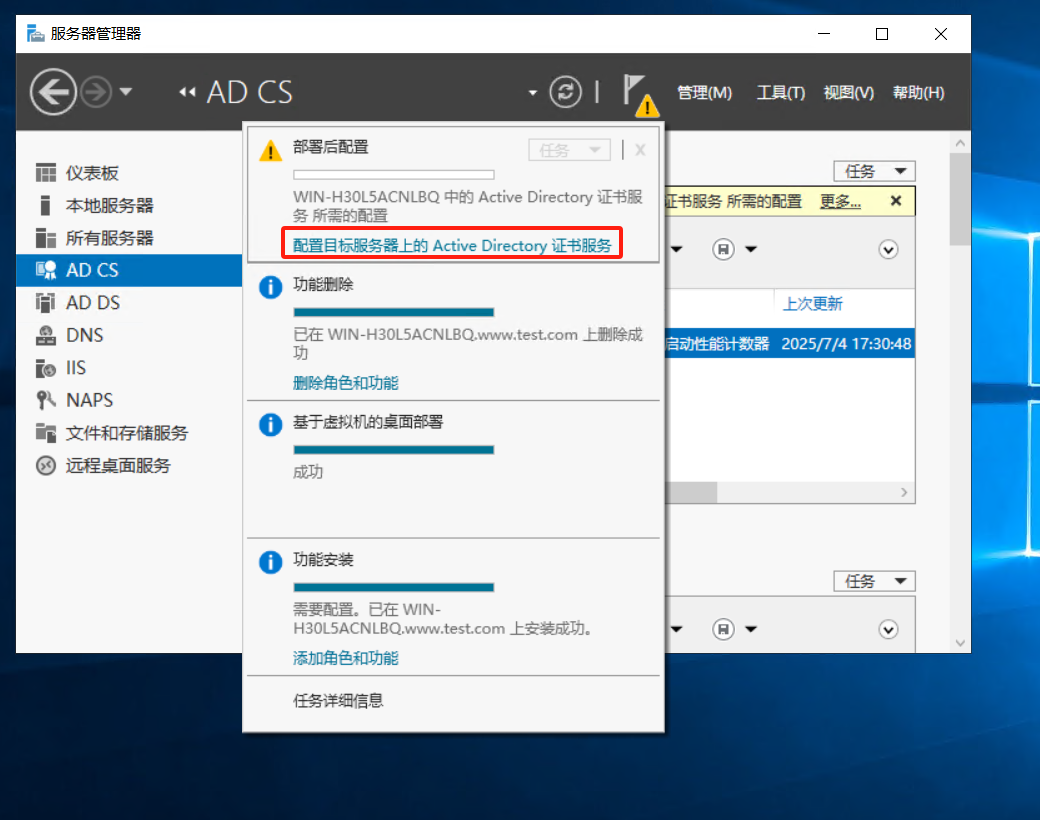 服务器管理器
AD CS
管理(M) 工具(T) 视图(V) 帮助(H)
仪表板
本地服务器
所有服务器
AD CS
AD DS
DNS
IIS
NAPS
文件和存储服务
远程桌面服务
部署后配置
任务
WIN-H30L5ACNLBQ 中的 Active Directory 证书服
务 所需的配置
配置目标服务器上的 Active Directory 证书服务
功能删除
已在 WIN-H30L5ACNLBQ.www.test.com 上删除成
功
删除角色和功能
基于虚拟机的桌面部署
成功
功能安装
需要配置。已在 WIN-
H30L5ACNLBQ.www.test.com 上安装成功。
添加角色和功能
任务详细信息
任务
证书服务 所需的配置 更多...
上次更新
启动性能计数器 2025/7/4 17:30:48
任务